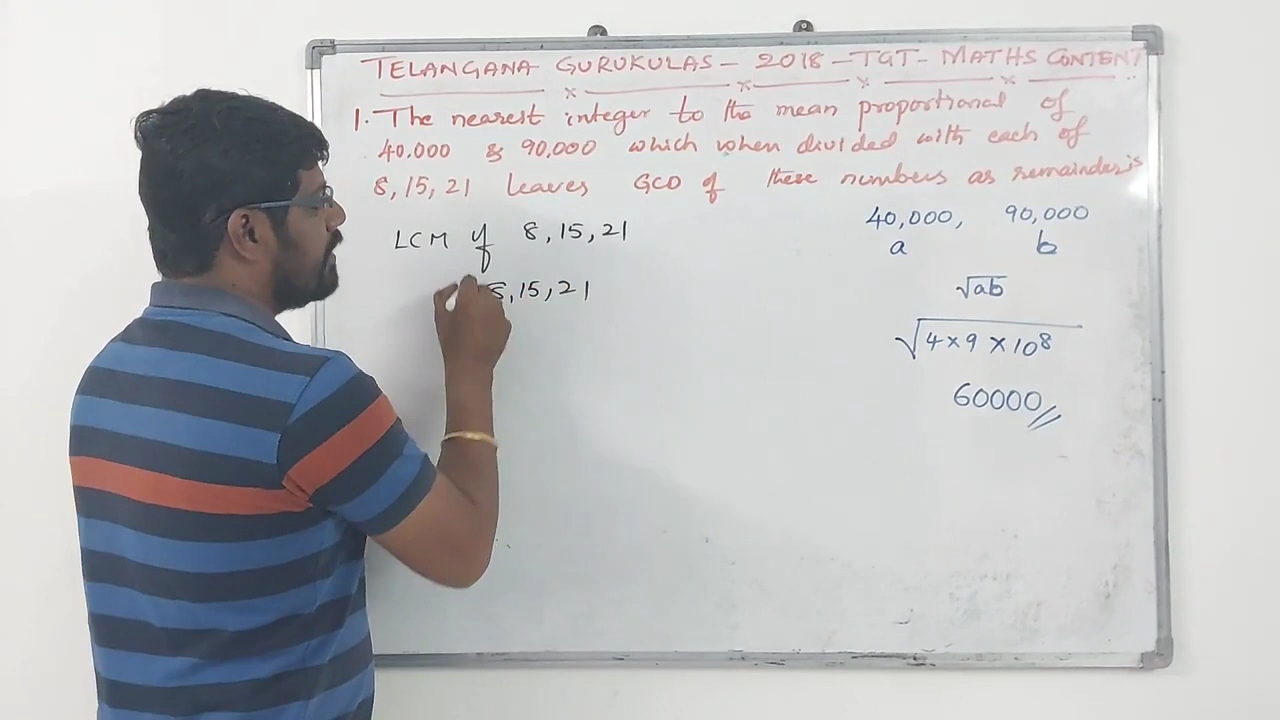 TELANGANA GURUKULAS - 2018 - TGT - MATHS CONTENT
1. The nearest integer to the mean proportional of
40,000 & 90,000 which when divided with each of
8, 15, 21 leaves GCD of these numbers as remainder is
LCM of 8, 15, 21
8, 15, 21
40,000, 90,000
a b
√ab
√4×9×10⁸
60000